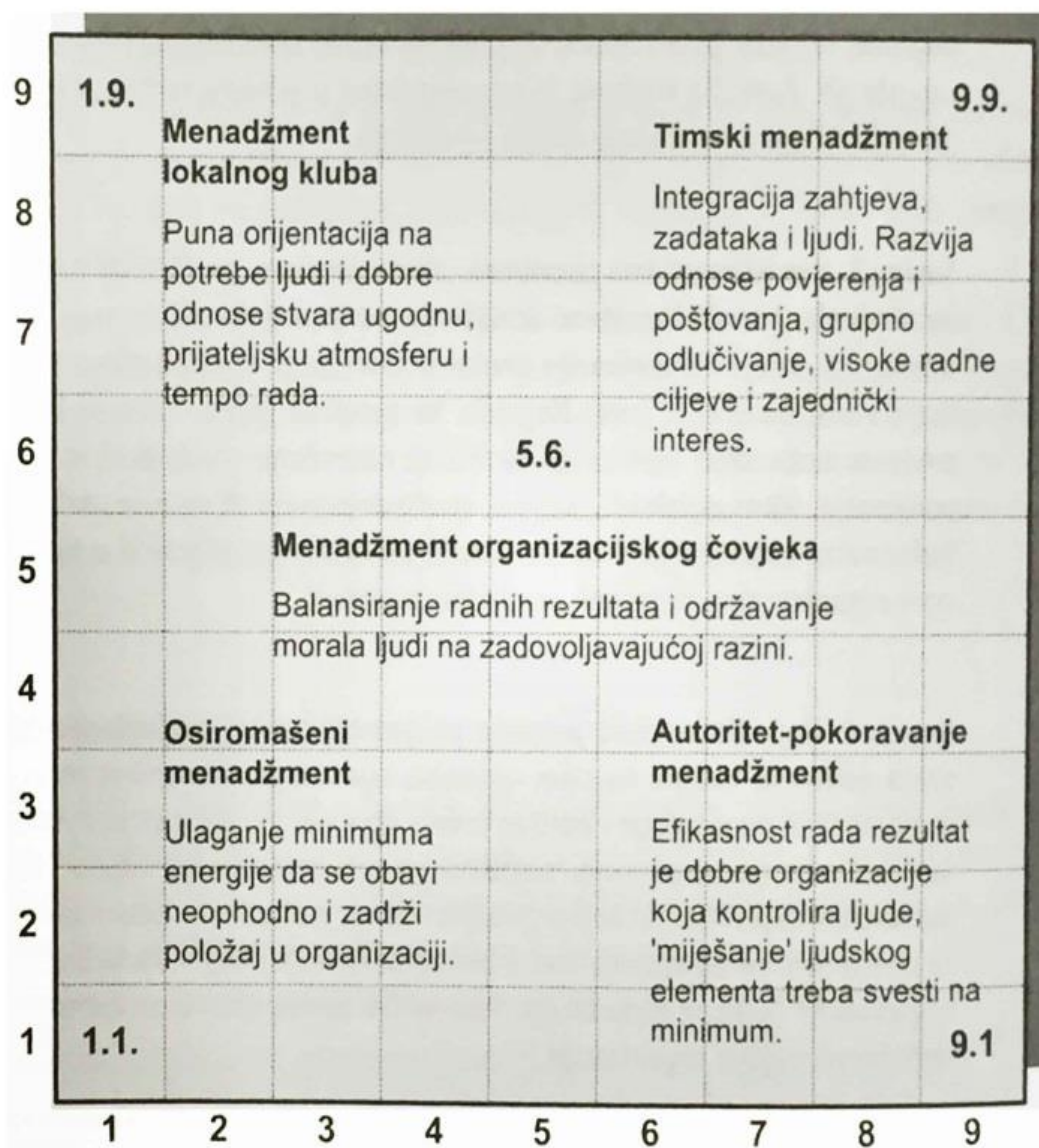 9
1.9.
Menadžment
lokalnog kluba
Puna orijentacija na
potrebe ljudi i dobre
odnose stvara ugodnu,
prijateljsku atmosferu i
tempo rada.
9.9.
Timski menadžment
Integracija zahtjeva,
zadataka i ljudi. Razvija
odnose povjerenja i
poštovanja, grupno
odlučivanje, visoke radne
ciljeve i zajednički
interes.
8
7
6
5.6.
5
Menadžment organizacijskog čovjeka
Balansiranje radnih rezultata i održavanje
morala ljudi na zadovoljavajućoj razini.
4
Osiromašeni
menadžment
Ulaganje minimuma
energije da se obavi
neophodno i zadrži
položaj u organizaciji.
1.1.
Autoritet-pokoravanje
menadžment
Efikasnost rada rezultat
je dobre organizacije
koja kontrolira ljude,
'miješanje' ljudskog
elementa treba svesti na
minimum.
9.1
3
2
1
1 2 3 4 5 6 7 8 9